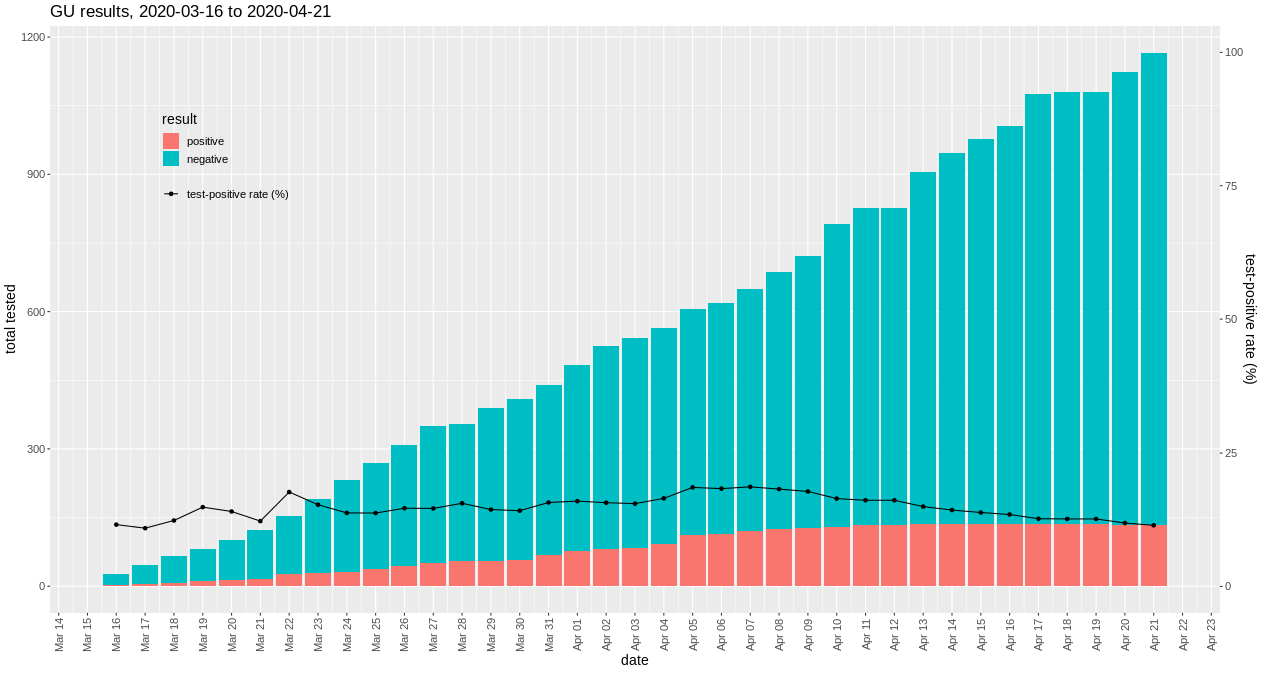 GU results, 2020-03-16 to 2020-04-21
1200
900
600
300
0
total tested
result
positive
negative
test-positive rate (%)
100
75
50
25
0
test-positive rate (%)
Mar 14
Mar 15
Mar 16
Mar 17
Mar 18
Mar 19
Mar 20
Mar 21
Mar 22
Mar 23
Mar 24
Mar 25
Mar 26
Mar 27
Mar 28
Mar 29
Mar 30
Mar 31
Apr 01
Apr 02
Apr 03
Apr 04
Apr 05
Apr 06
Apr 07
Apr 08
Apr 09
Apr 10
Apr 11
Apr 12
Apr 13
Apr 14
Apr 15
Apr 16
Apr 17
Apr 18
Apr 19
Apr 20
Apr 21
Apr 22
Apr 23
date